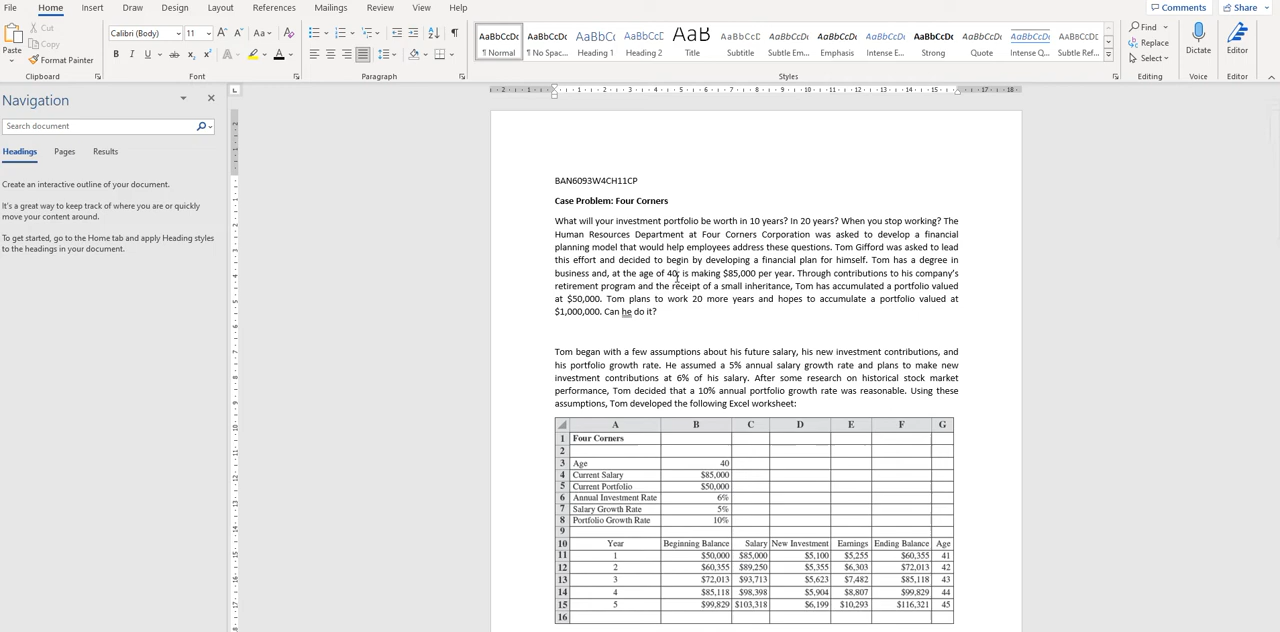 File Home Insert Draw Design Layout References Mailings Review View Help Comments Share
Paste Cut Copy Format Painter Clipboard
Calibri (Body) 11 Font
Paragraph
AaBbCcDc AaBbCcDc AaBbCc AaBbCcC AaB AaBbCcC AaBbCcDc AaBbCcDc AaBbCcDc AaBbCcDc AaBbCcDc AaBbCcDc AABBCCDC
¶ Normal ¶ No Spac... Heading 1 Heading 2 Title Subtitle Subtle Em... Emphasis Intense E... Strong Quote Intense Q... Subtle Ref...
Styles
Find Replace Select Editing
Dictate Voice
Editor Editor
Navigation
Search document
Headings Pages Results
Create an interactive outline of your document.
It's a great way to keep track of where you are or quickly
move your content around.
To get started, go to the Home tab and apply Heading styles
to the headings in your document.
BAN6093W4CH11CP
Case Problem: Four Corners
What will your investment portfolio be worth in 10 years? In 20 years? When you stop working? The
Human Resources Department at Four Corners Corporation was asked to develop a financial
planning model that would help employees address these questions. Tom Gifford was asked to lead
this effort and decided to begin by developing a financial plan for himself. Tom has a degree in
business and, at the age of 40, is making $85,000 per year. Through contributions to his company's
retirement program and the receipt of a small inheritance, Tom has accumulated a portfolio valued
at $50,000. Tom plans to work 20 more years and hopes to accumulate a portfolio valued at
$1,000,000. Can he do it?
Tom began with a few assumptions about his future salary, his new investment contributions, and
his portfolio growth rate. He assumed a 5% annual salary growth rate and plans to make new
investment contributions at 6% of his salary. After some research on historical stock market
performance, Tom decided that a 10% annual portfolio growth rate was reasonable. Using these
assumptions, Tom developed the following Excel worksheet:
A B C D E F G
1 Four Corners
2
3 Age 40
4 Current Salary $85,000
5 Current Portfolio $50,000
6 Annual Investment Rate 6%
7 Salary Growth Rate 5%
8 Portfolio Growth Rate 10%
9
10 Year Beginning Balance Salary New Investment Earnings Ending Balance Age
11 1 $50,000 $85,000 $5,100 $5,255 $60,355 41
12 2 $60,355 $89,250 $5,355 $6,303 $72,013 42
13 3 $72,013 $93,713 $5,623 $7,482 $85,118 43
14 4 $85,118 $98,398 $5,904 $8,807 $99,829 44
15 5 $99,829 $103,318 $6,199 $10,293 $116,321 45
16